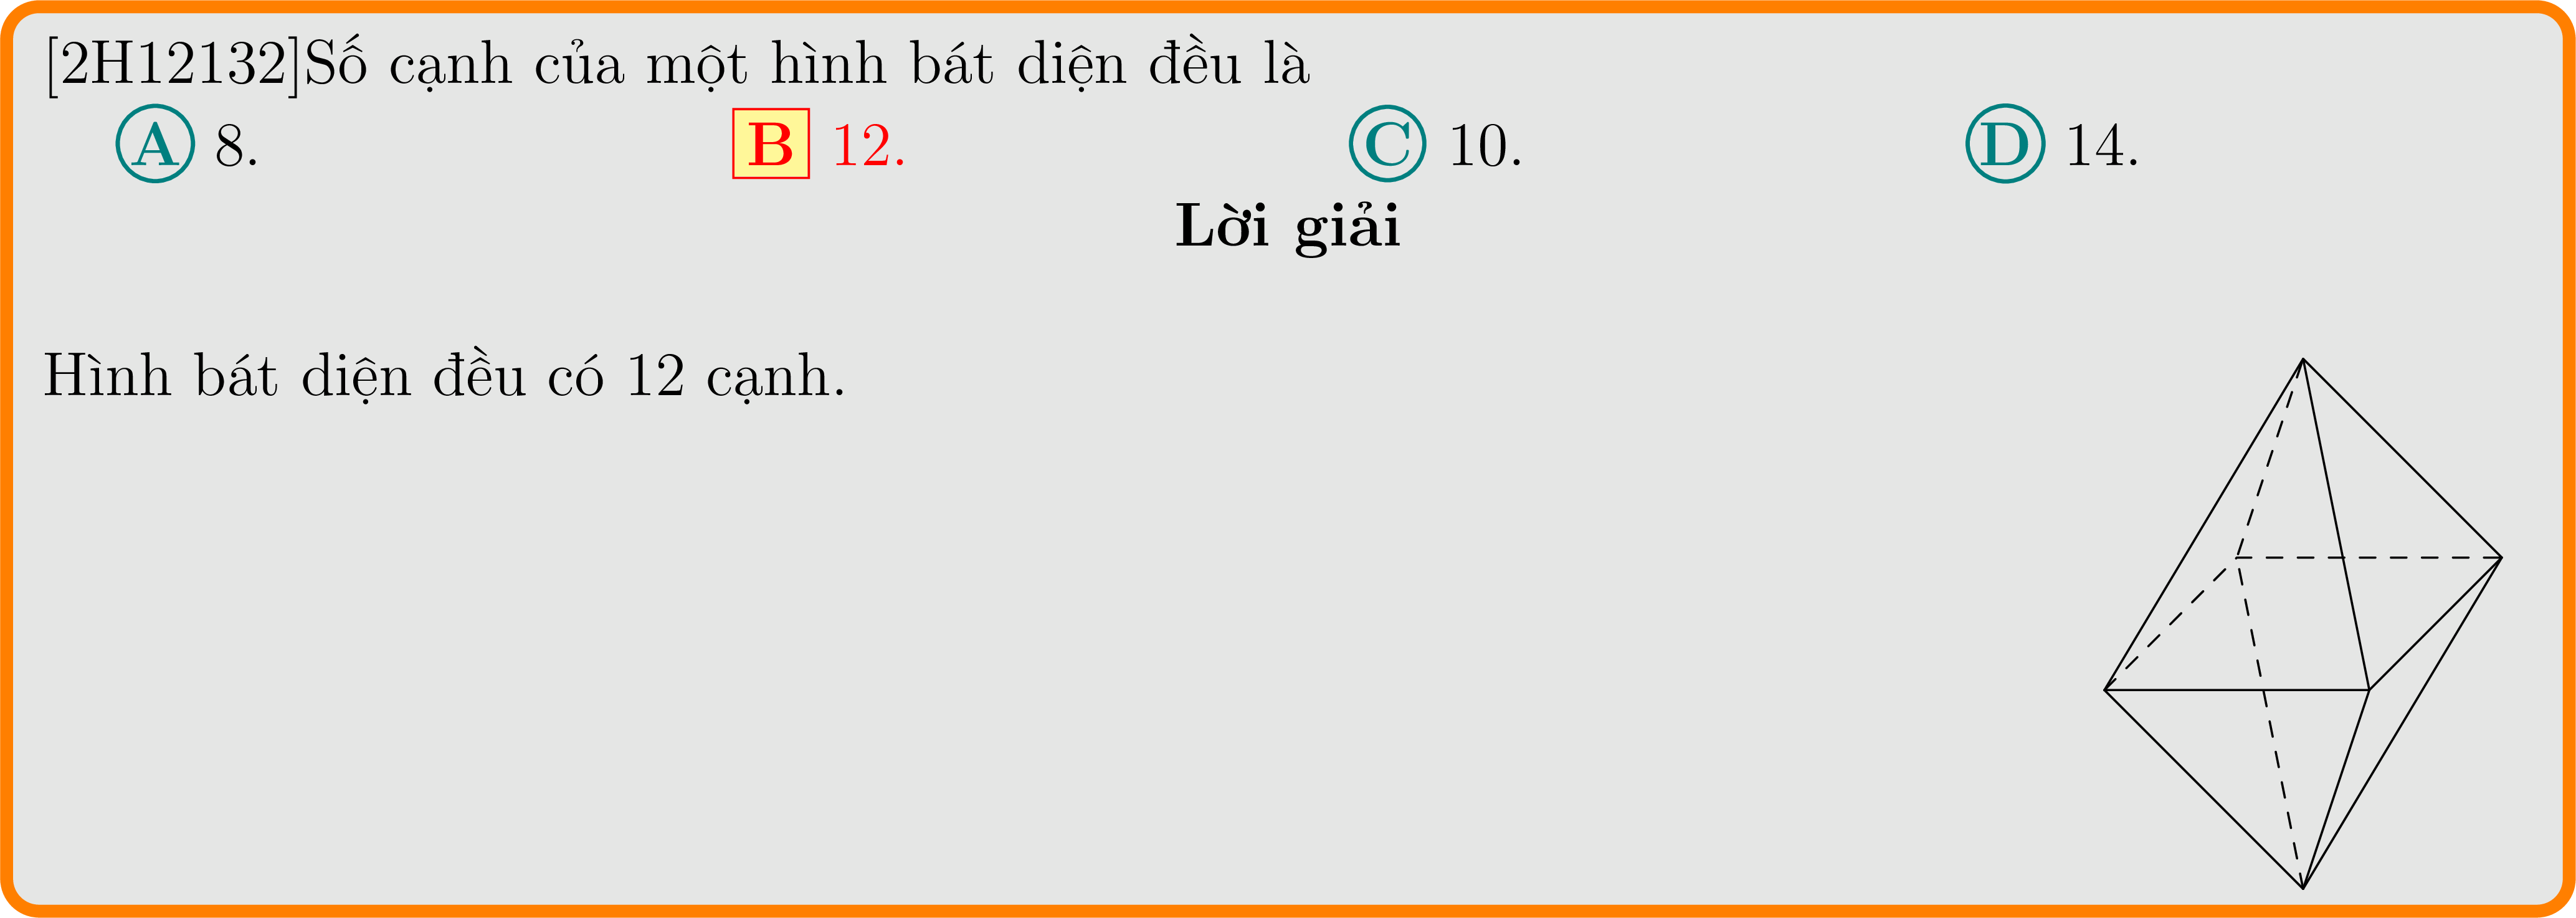 [2H12132]Số cạnh của một hình bát diện đều là
A 8. B 12. C 10. D 14.
Lời giải
Hình bát diện đều có 12 cạnh.